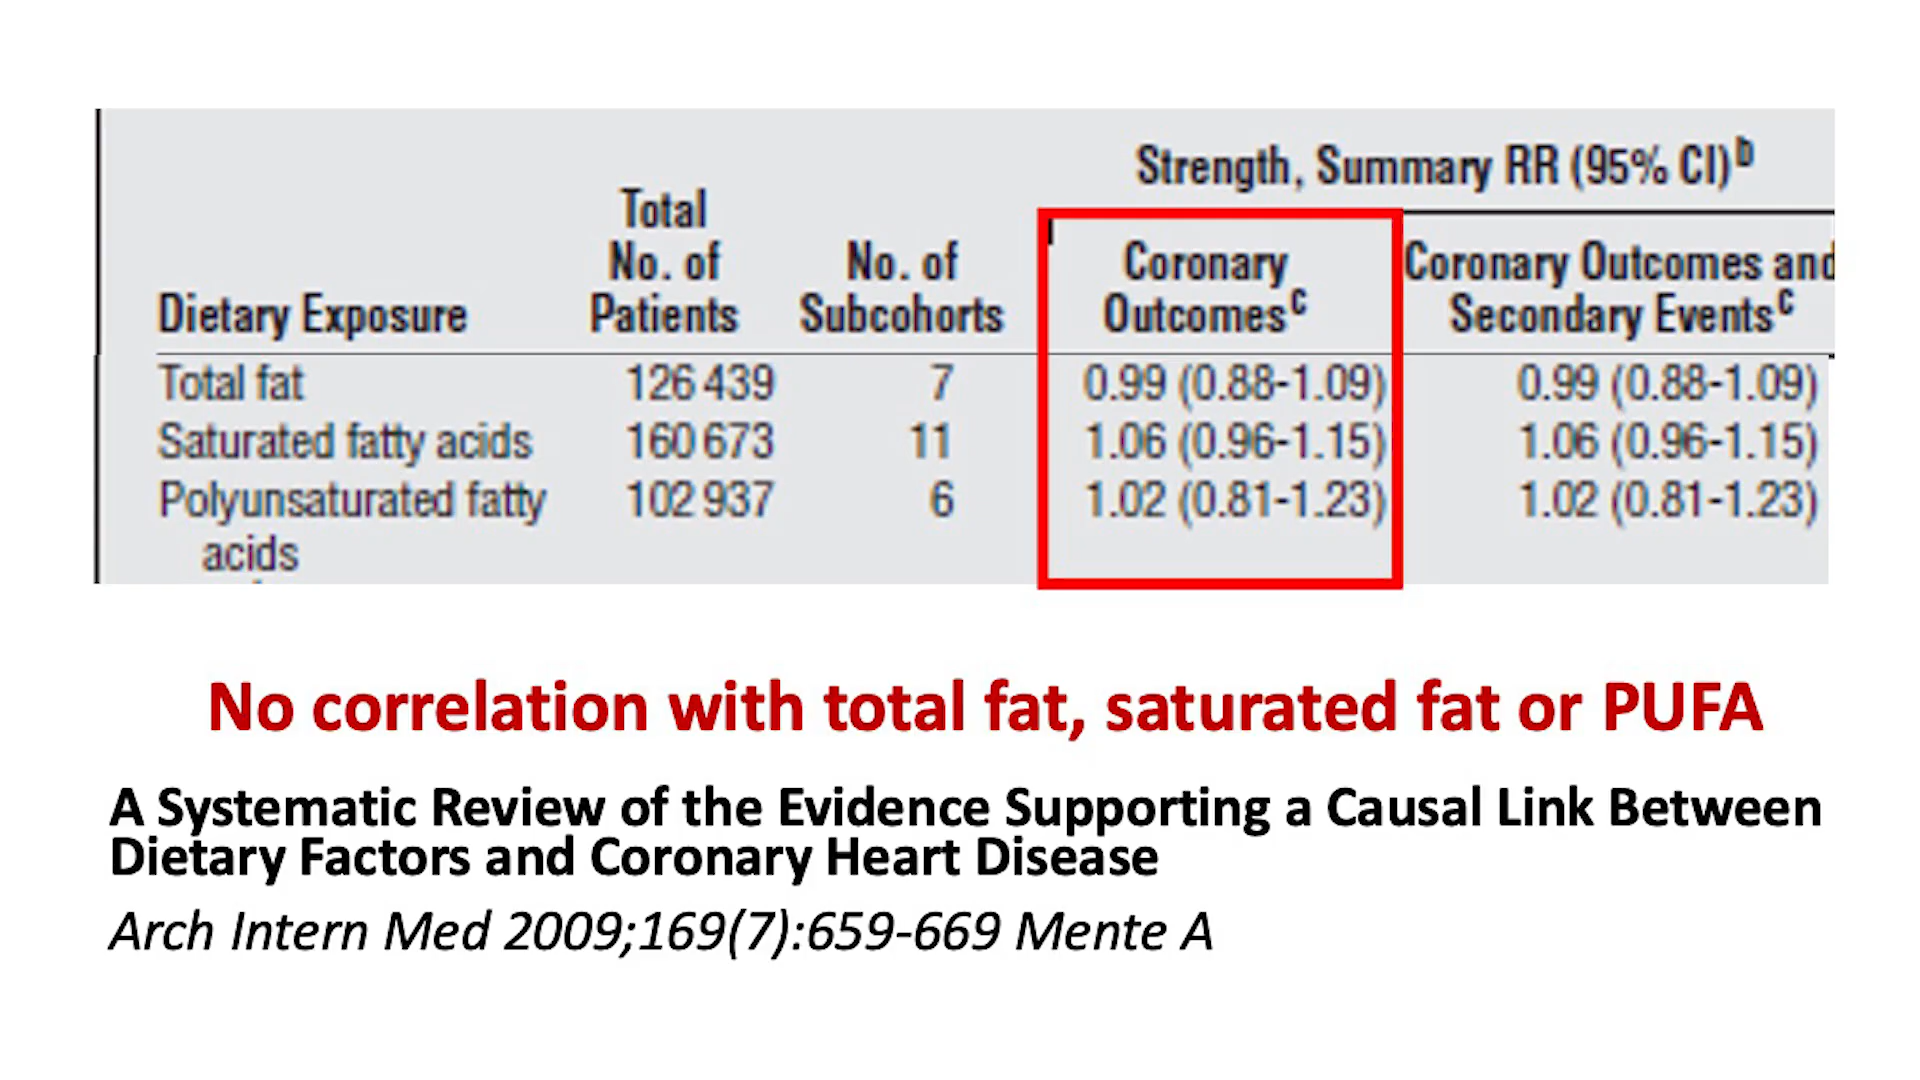 Strength, Summary RR (95% CI)b
Dietary Exposure Total No. of Patients No. of Subcohorts Coronary Outcomesc Coronary Outcomes and Secondary Eventsc
Total fat 126 439 7 0.99 (0.88-1.09) 0.99 (0.88-1.09)
Saturated fatty acids 160 673 11 1.06 (0.96-1.15) 1.06 (0.96-1.15)
Polyunsaturated fatty 102 937 6 1.02 (0.81-1.23) 1.02 (0.81-1.23)
acids
No correlation with total fat, saturated fat or PUFA
A Systematic Review of the Evidence Supporting a Causal Link Between
Dietary Factors and Coronary Heart Disease
Arch Intern Med 2009;169(7):659-669 Mente A